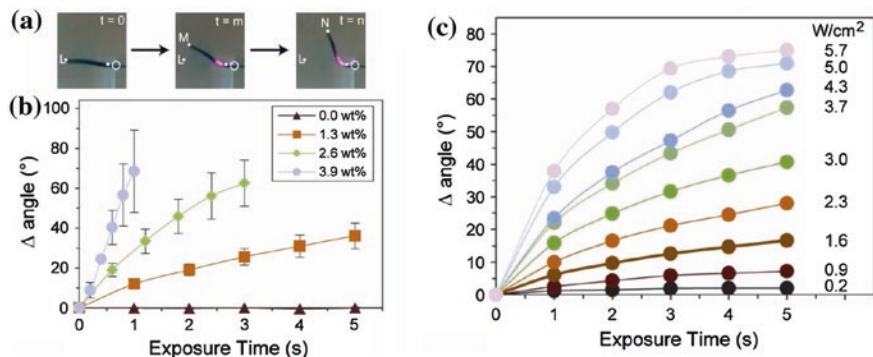 (a)
t = 0
t = m
t = n
L
M
L
N
L
(b)
100
80
60
40
20
0
Δ angle (°)
0 1 2 3 4 5
Exposure Time (s)
0.0 wt%
1.3 wt%
2.6 wt%
3.9 wt%
(c)
80
70
60
50
40
30
20
10
0
Δ angle (°)
0 1 2 3 4 5
Exposure Time (s)
W/cm²
5.7
5.0
4.3
3.7
3.0
2.3
1.6
0.9
0.2